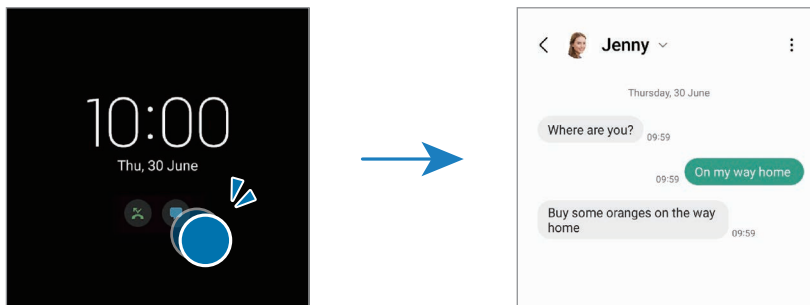 10:00
Thu, 30 June
Jenny
Thursday, 30 June
Where are you?
09:59
09:59
On my way home
Buy some oranges on the way
home
09:59